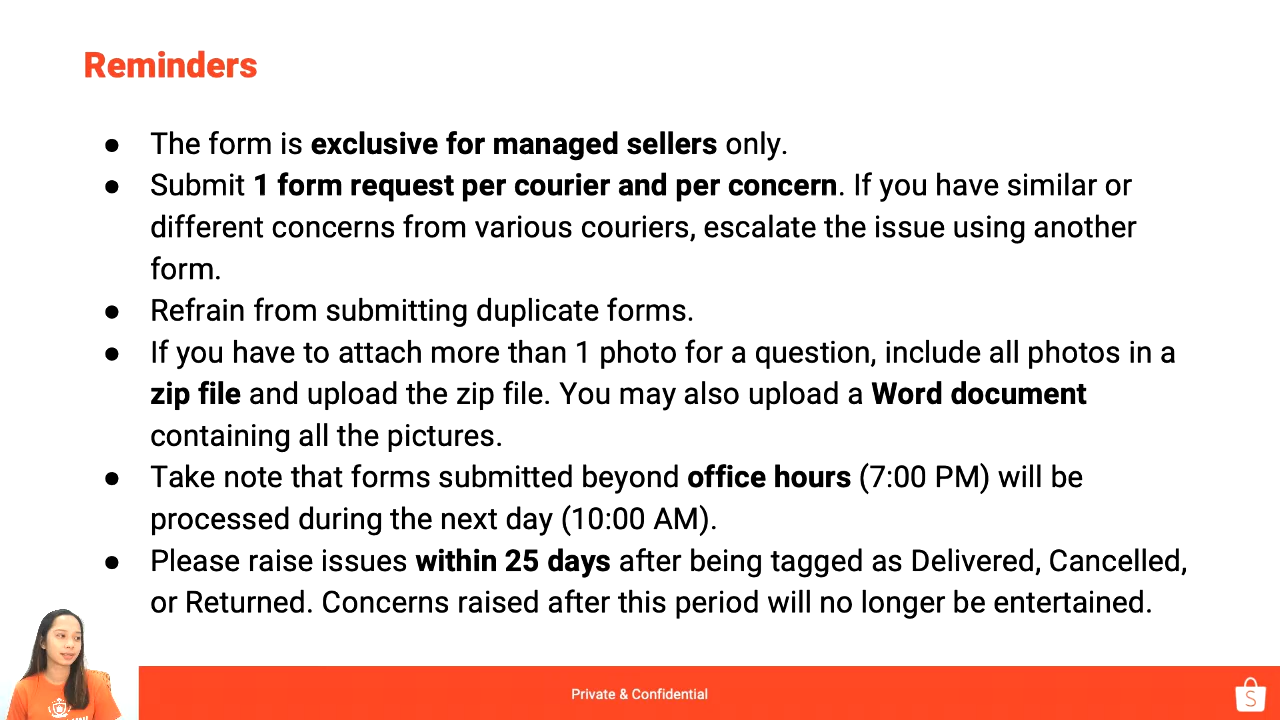 Reminders
● The form is exclusive for managed sellers only.
● Submit 1 form request per courier and per concern. If you have similar or
different concerns from various couriers, escalate the issue using another
form.
● Refrain from submitting duplicate forms.
● If you have to attach more than 1 photo for a question, include all photos in a
zip file and upload the zip file. You may also upload a Word document
containing all the pictures.
● Take note that forms submitted beyond office hours (7:00 PM) will be
processed during the next day (10:00 AM).
● Please raise issues within 25 days after being tagged as Delivered, Cancelled,
or Returned. Concerns raised after this period will no longer be entertained.
Private & Confidential
S